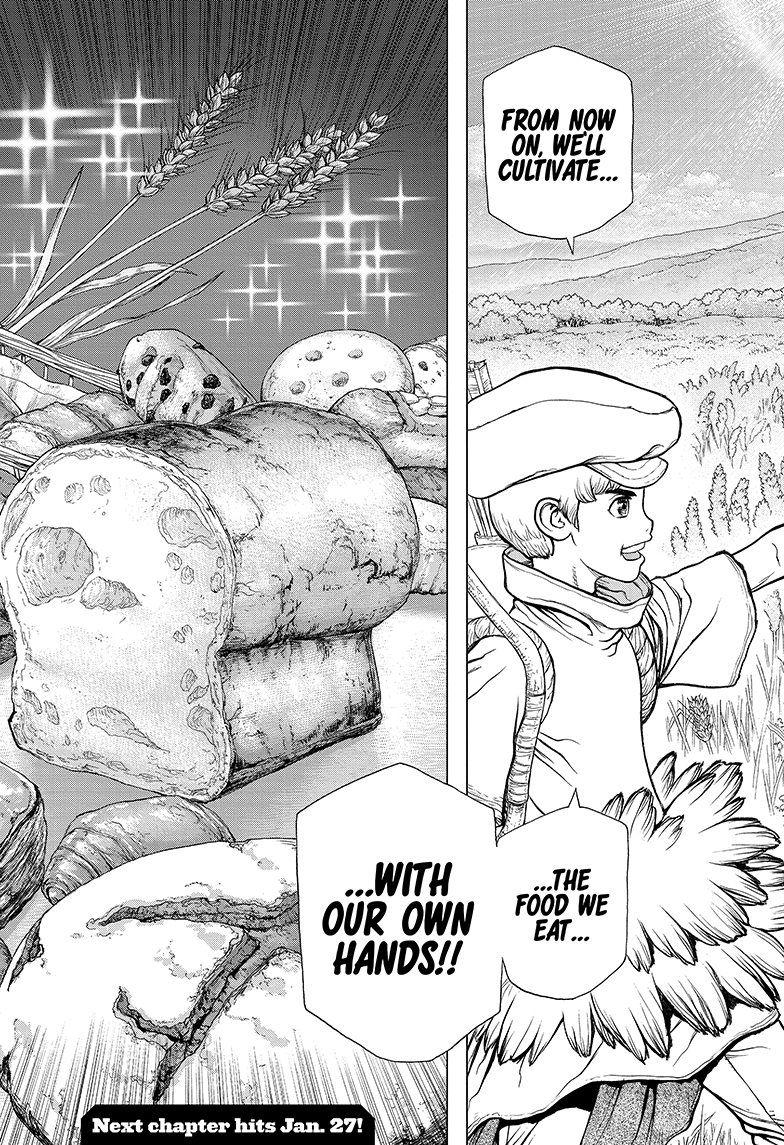 FROM NOW
ON, WE'LL
CULTIVATE...
...THE
FOOD WE
EAT...
...WITH
OUR OWN
HANDS!!
Next chapter hits Jan. 27!